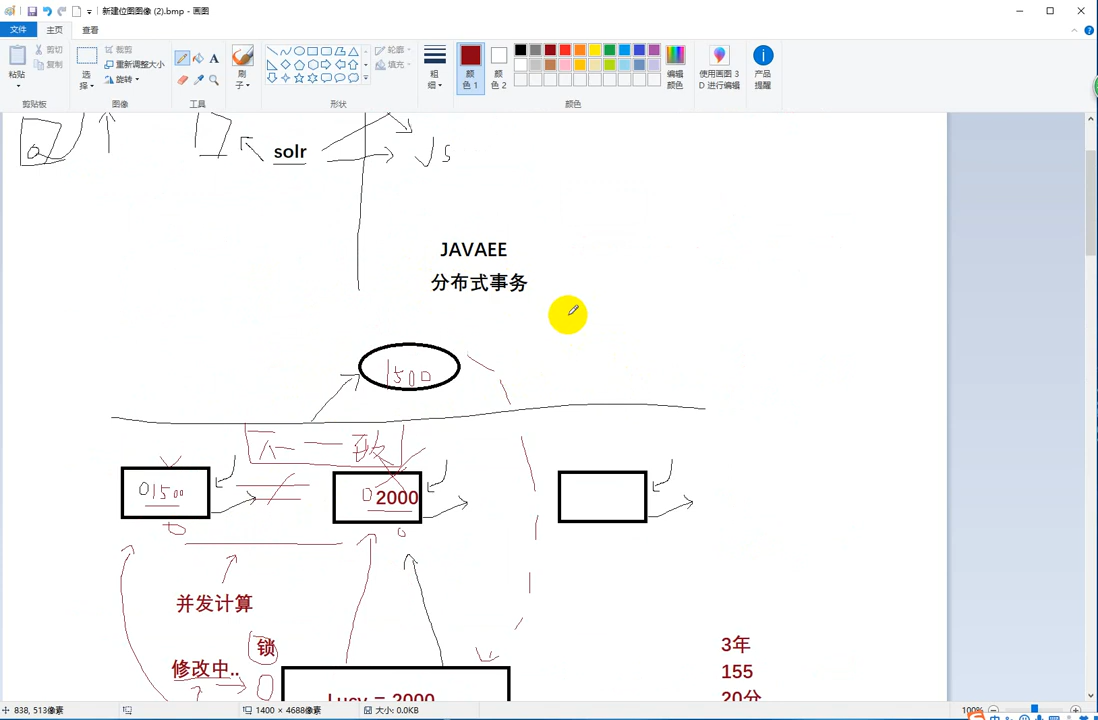 新建位图图像 (2).bmp - 画图
文件
主页
查看
粘贴
剪切
复制
选择
裁剪
重新调整大小
旋转
A
刷子
轮廓
填充
粗细
颜色 1
颜色 2
编辑颜色
使用画图 3D 进行编辑
产品提醒
剪贴板
图像
工具
形状
颜色
solr
JAVAEE
分布式事务
1500
不一致
01500
0 2000
并发计算
锁
修改中..
3年
155
20分
Lucy = 2000
838, 513像素
1400 × 4688像素
大小: 0.0KB
100%